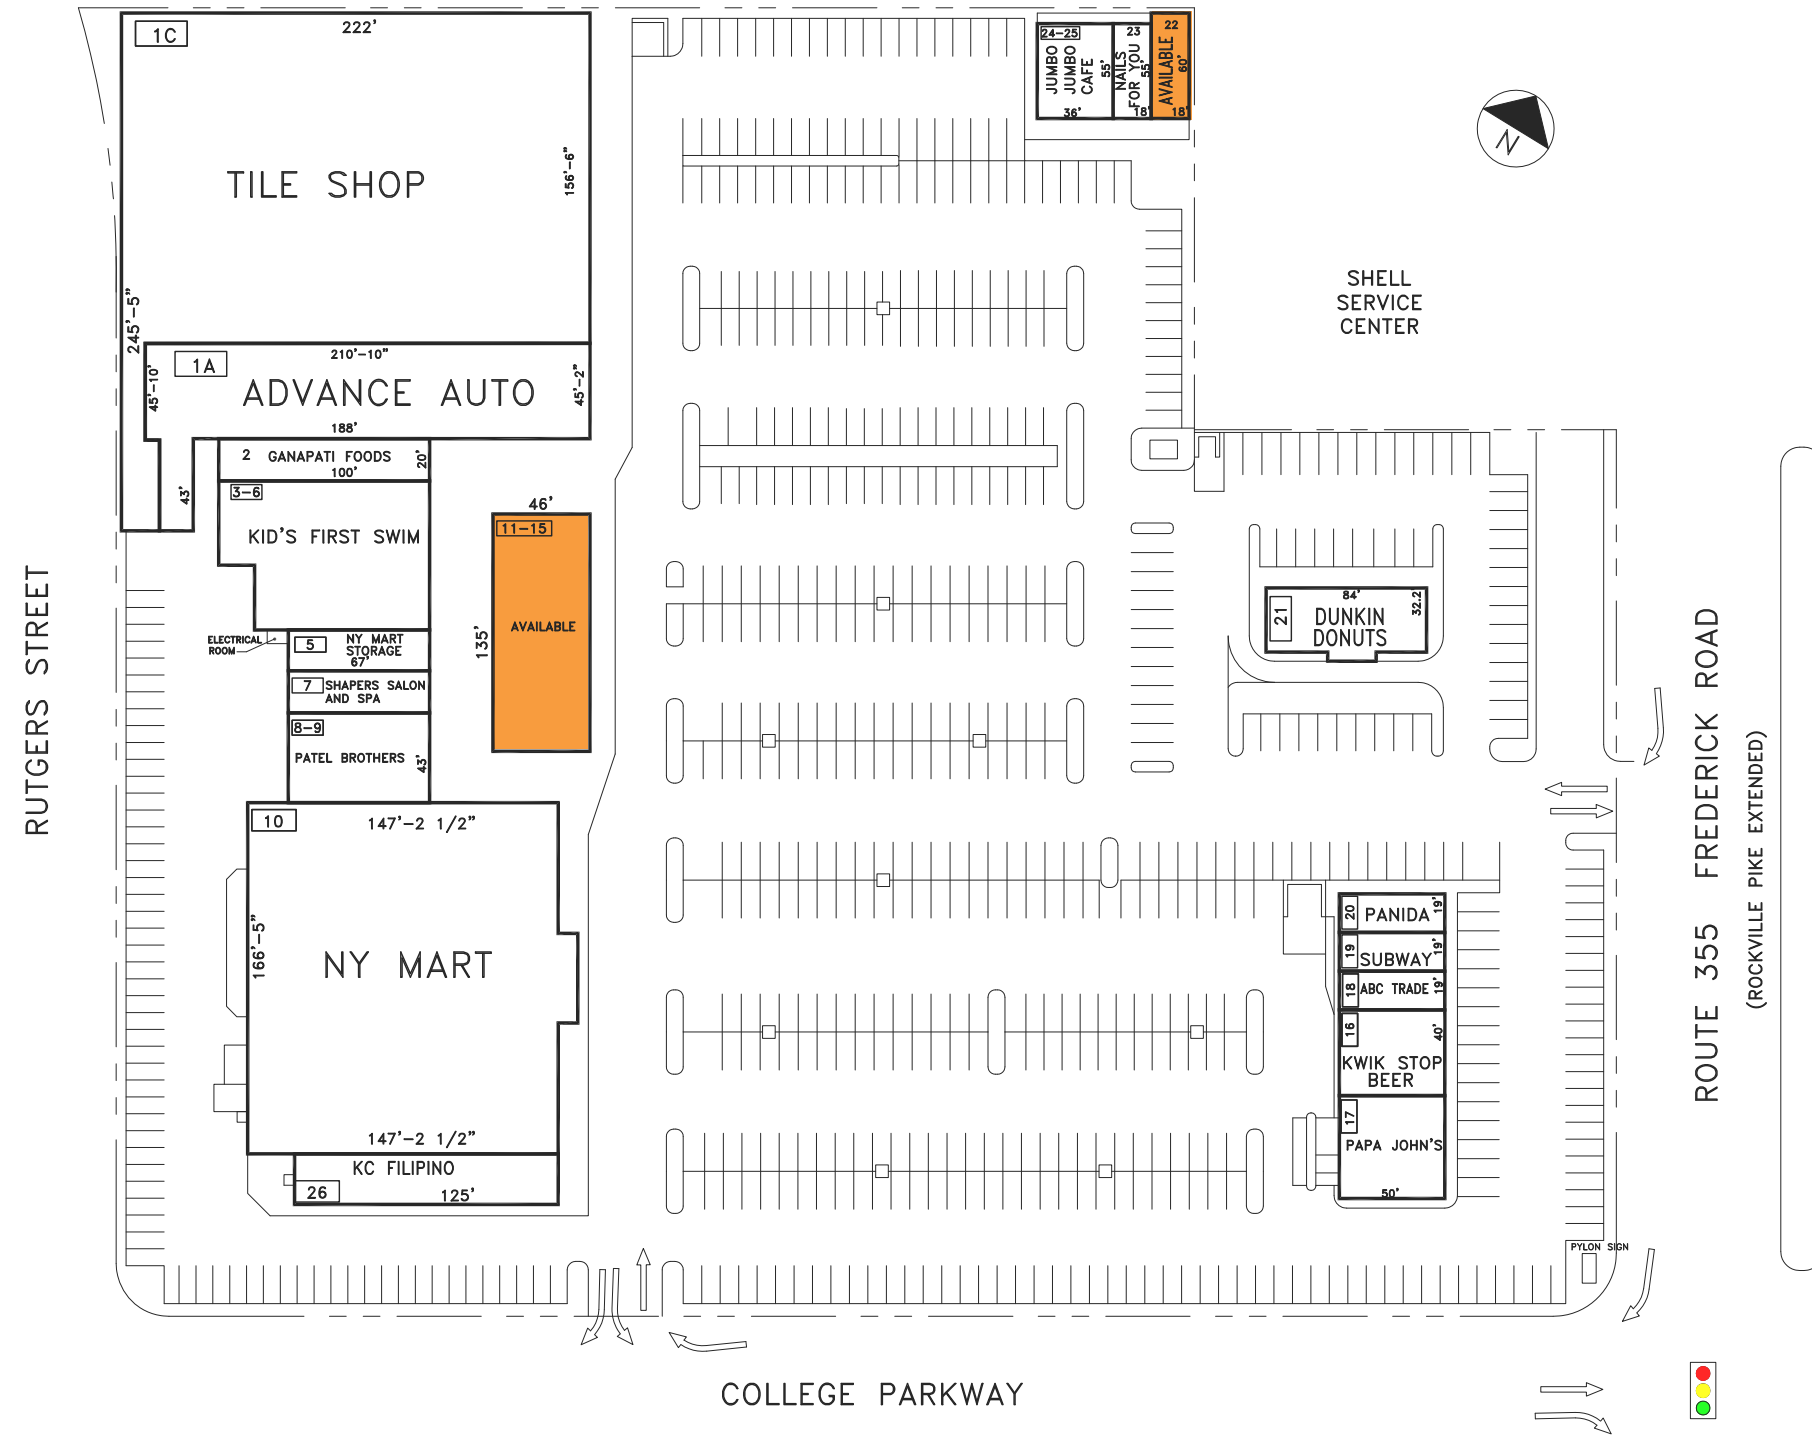 1C
222'
TILE SHOP
156'-6"
245'-5"
1A
210'-10"
45'-10'
ADVANCE AUTO
45'-2"
188'
2 GANAPATI FOODS
20'
100'
43'
3-6
KID'S FIRST SWIM
ELECTRICAL
ROOM
5
NY MART
STORAGE
67'
7
SHAPERS SALON
AND SPA
8-9
PATEL BROTHERS
43'
46'
11-15
AVAILABLE
135'
10
147'-2 1/2"
166'-5"
NY MART
147'-2 1/2"
KC FILIPINO
26
125'
24-25
JUMBO
JUMBO
CAFE
55'
36'
23
NAILS
FOR YOU
55'
18'
22
AVAILABLE
60'
18'
N
SHELL
SERVICE
CENTER
21
84'
32.2
DUNKIN
DONUTS
20
PANIDA
19'
19
SUBWAY
19'
18
ABC TRADE
19'
16
40'
KWIK STOP
BEER
17
PAPA JOHN'S
50'
PYLON SIGN
RUTGERS STREET
ROUTE 355 FREDERICK ROAD
(ROCKVILLE PIKE EXTENDED)
COLLEGE PARKWAY